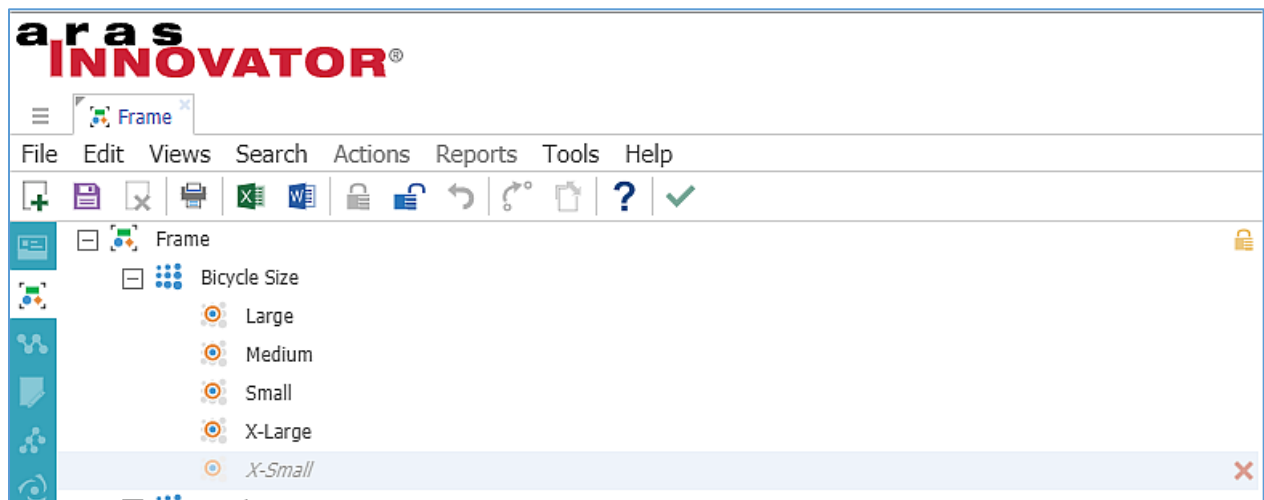 aras
INNOVATOR®
Frame
File Edit Views Search Actions Reports Tools Help
?
Frame
Bicycle Size
Large
Medium
Small
X-Large
X-Small